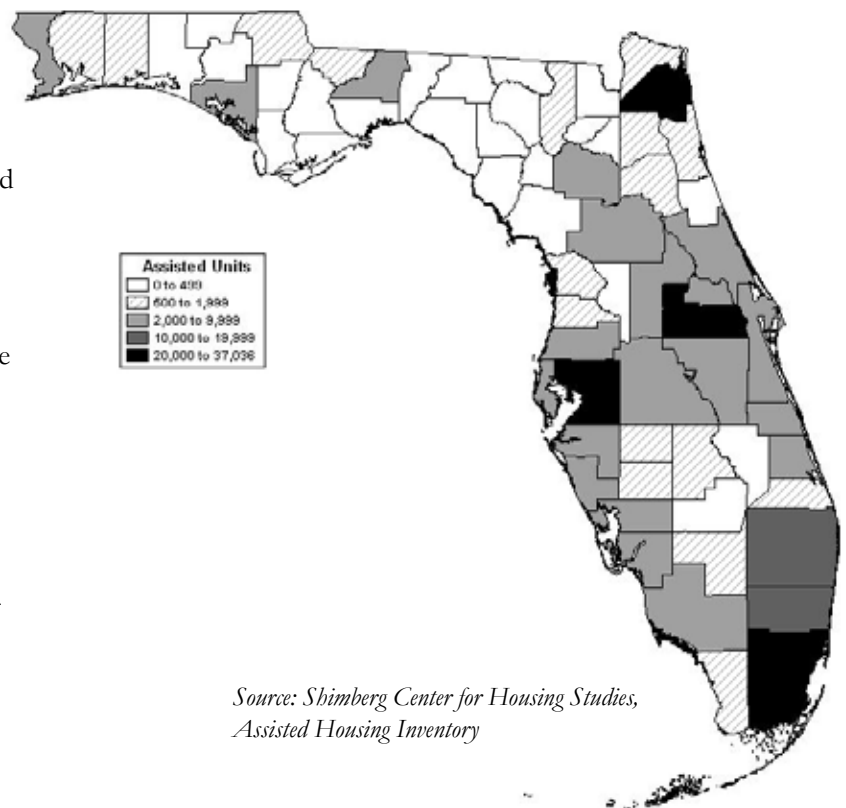 d
e
Assisted Units
0 to 499
500 to 1,999
2,000 to 9,999
10,000 to 19,999
20,000 to 37,036
Source: Shimberg Center for Housing Studies,
Assisted Housing Inventory